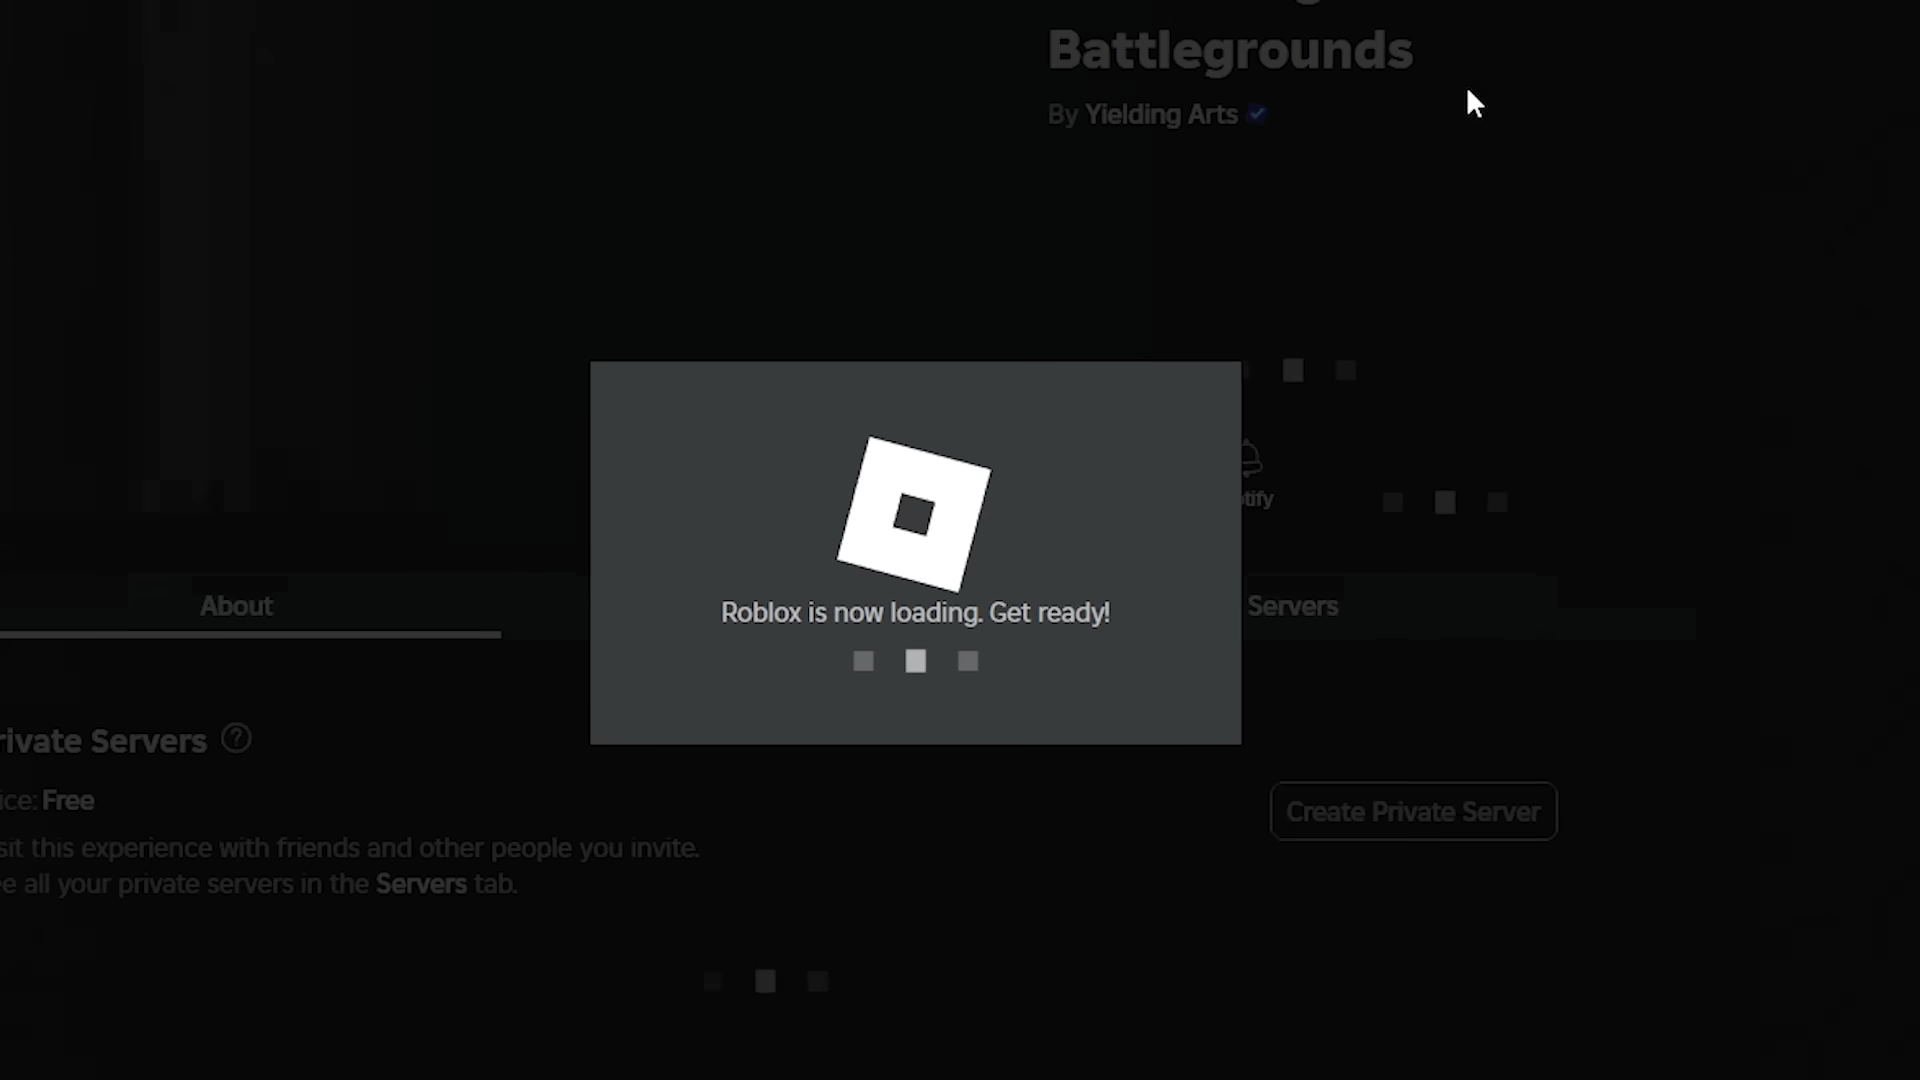 Battlegrounds
By Yielding Arts
Roblox is now loading. Get ready!
tify
About
Servers
rivate Servers
ice: Free
Create Private Server
sit this experience with friends and other people you invite.
e all your private servers in the Servers tab.